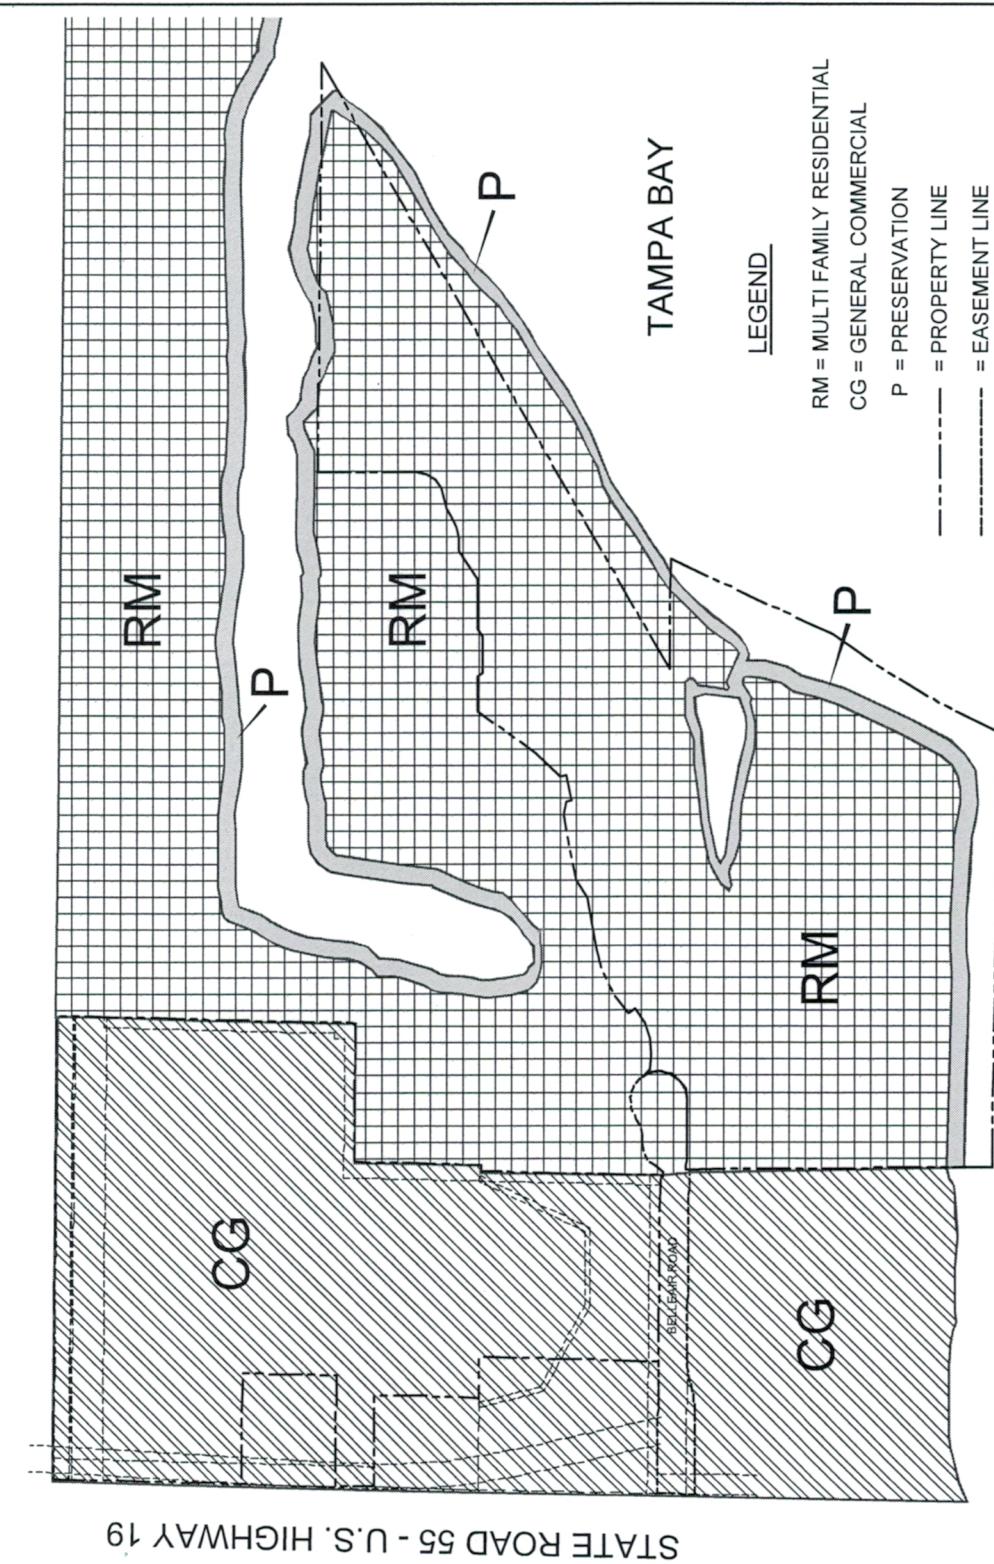 RM
P
RM
P
TAMPA BAY
LEGEND
RM = MULTI FAMILY RESIDENTIAL
CG = GENERAL COMMERCIAL
P = PRESERVATION
= PROPERTY LINE
= EASEMENT LINE
P
RM
CG
BELLEAIR ROAD
CG
STATE ROAD 55 - U.S. HIGHWAY 19